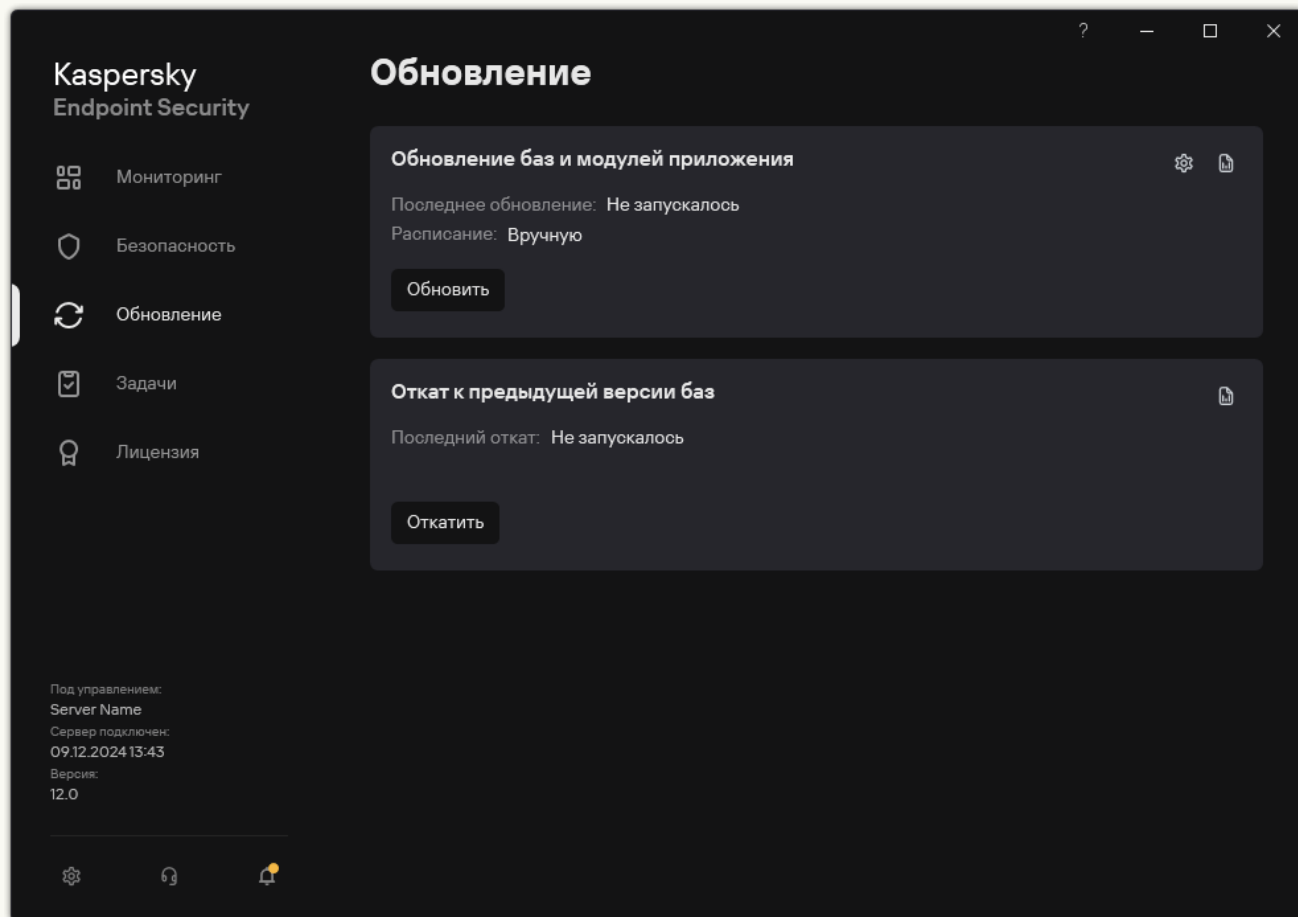 ?
Kaspersky
Endpoint Security
Мониторинг
Безопасность
Обновление
Задачи
Лицензия
Под управлением:
Server Name
Сервер подключен:
09.12.2024 13:43
Версия:
12.0
Обновление
Обновление баз и модулей приложения
Последнее обновление: Не запускалось
Расписание: Вручную
Обновить
Откат к предыдущей версии баз
Последний откат: Не запускалось
Откатить